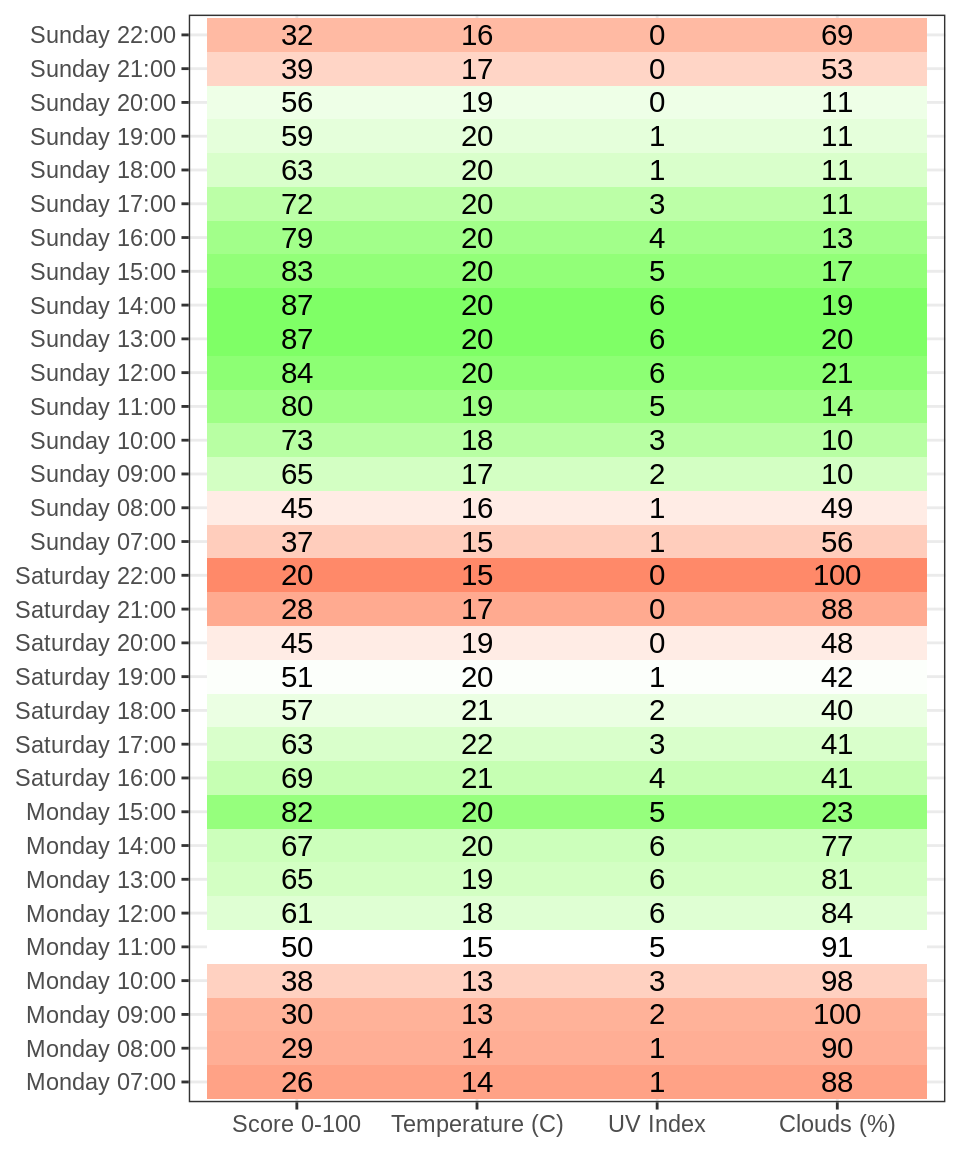 Sunday 22:00 32 16 0 69
Sunday 21:00 39 17 0 53
Sunday 20:00 56 19 0 11
Sunday 19:00 59 20 1 11
Sunday 18:00 63 20 1 11
Sunday 17:00 72 20 3 11
Sunday 16:00 79 20 4 13
Sunday 15:00 83 20 5 17
Sunday 14:00 87 20 6 19
Sunday 13:00 87 20 6 20
Sunday 12:00 84 20 6 21
Sunday 11:00 80 19 5 14
Sunday 10:00 73 18 3 10
Sunday 09:00 65 17 2 10
Sunday 08:00 45 16 1 49
Sunday 07:00 37 15 1 56
Saturday 22:00 20 15 0 100
Saturday 21:00 28 17 0 88
Saturday 20:00 45 19 0 48
Saturday 19:00 51 20 1 42
Saturday 18:00 57 21 2 40
Saturday 17:00 63 22 3 41
Saturday 16:00 69 21 4 41
Monday 15:00 82 20 5 23
Monday 14:00 67 20 6 77
Monday 13:00 65 19 6 81
Monday 12:00 61 18 6 84
Monday 11:00 50 15 5 91
Monday 10:00 38 13 3 98
Monday 09:00 30 13 2 100
Monday 08:00 29 14 1 90
Monday 07:00 26 14 1 88
Score 0-100 Temperature (C) UV Index Clouds (%)